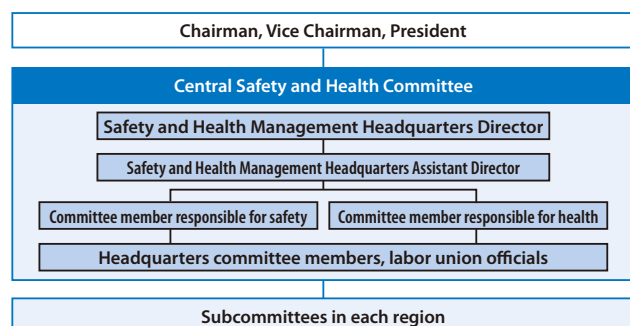 Chairman, Vice Chairman, President
Central Safety and Health Committee
Safety and Health Management Headquarters Director
Safety and Health Management Headquarters Assistant Director
Committee member responsible for safety
Committee member responsible for health
Headquarters committee members, labor union officials
Subcommittees in each region